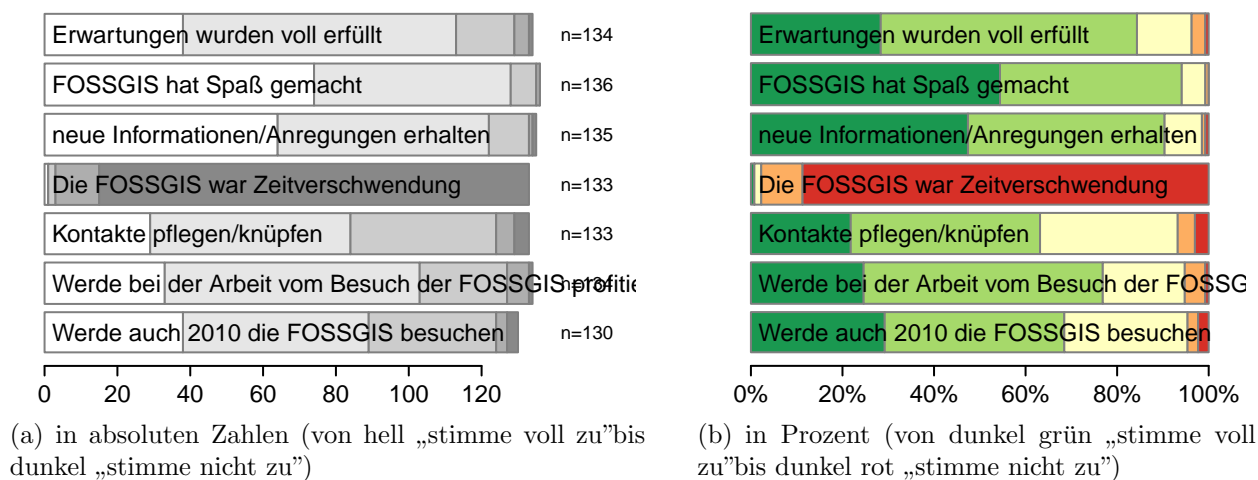 Erwartungen wurden voll erfüllt n=134
FOSSGIS hat Spaß gemacht n=136
neue Informationen/Anregungen erhalten n=135
Die FOSSGIS war Zeitverschwendung n=133
Kontakte pflegen/knüpfen n=133
Werde bei der Arbeit vom Besuch der FOSSGIS profitie n=134
Werde auch 2010 die FOSSGIS besuchen n=130
0 20 40 60 80 100 120
(a) in absoluten Zahlen (von hell „stimme voll zu”bis
dunkel „stimme nicht zu”)
Erwartungen wurden voll erfüllt
FOSSGIS hat Spaß gemacht
neue Informationen/Anregungen erhalten
Die FOSSGIS war Zeitverschwendung
Kontakte pflegen/knüpfen
Werde bei der Arbeit vom Besuch der FOSSG
Werde auch 2010 die FOSSGIS besuchen
0% 20% 40% 60% 80% 100%
(b) in Prozent (von dunkel grün „stimme voll
zu”bis dunkel rot „stimme nicht zu”)